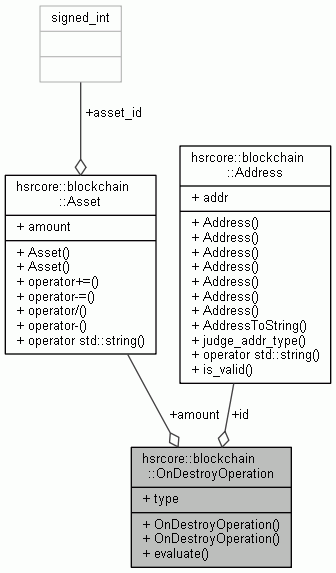 signed_int
+asset_id
hsrcore::blockchain
::Asset
+ amount
+ Asset()
+ Asset()
+ operator+=()
+ operator-=()
+ operator/()
+ operator-()
+ operator std::string()
hsrcore::blockchain
::Address
+ addr
+ Address()
+ Address()
+ Address()
+ Address()
+ Address()
+ Address()
+ Address()
+ AddressToString()
+ judge_addr_type()
+ operator std::string()
+ is_valid()
+amount
+id
hsrcore::blockchain
::OnDestroyOperation
+ type
+ OnDestroyOperation()
+ OnDestroyOperation()
+ evaluate()